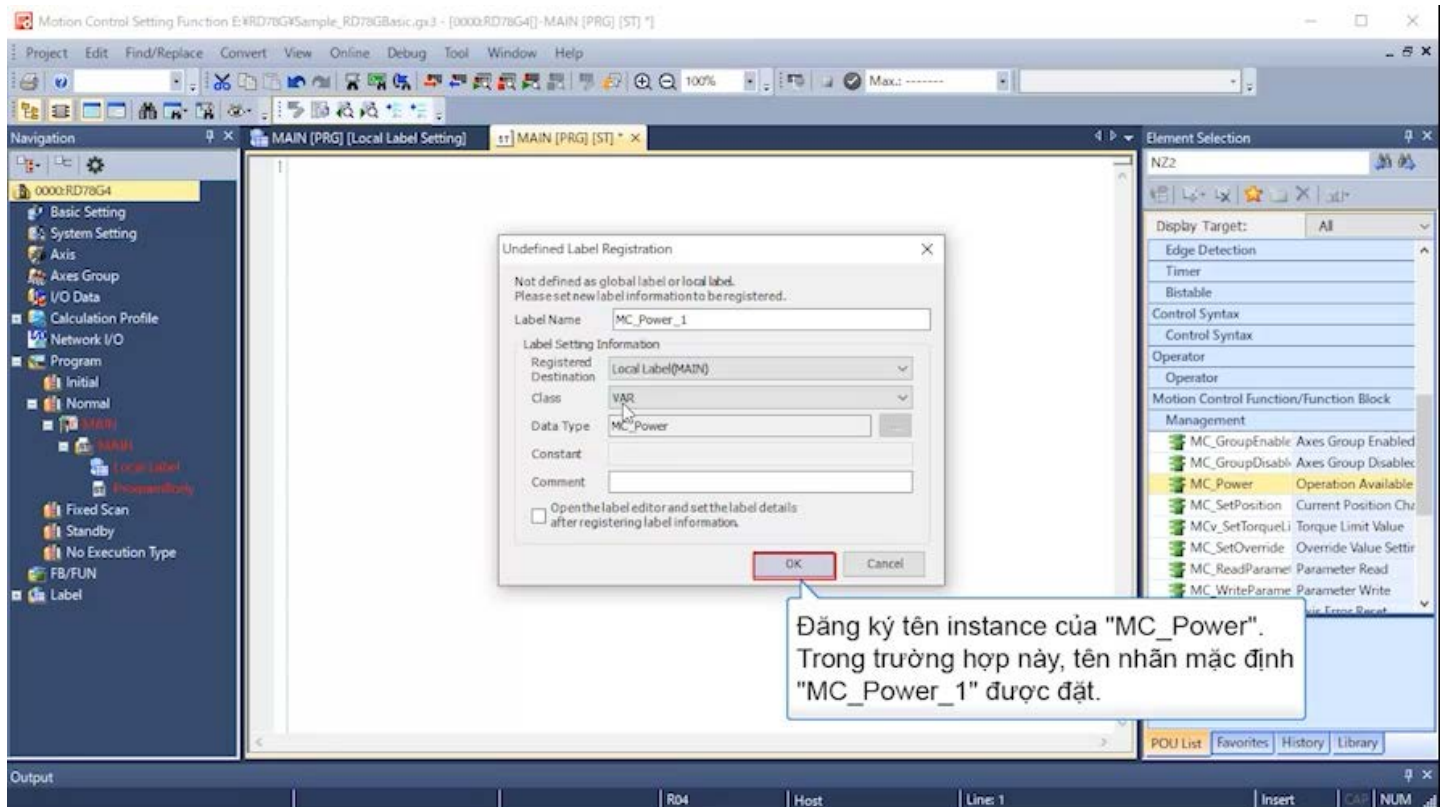 Motion Control Setting Function E:¥RD78G¥Sample_RD78GBasic.gx3 - [0000:RD78G4[]-MAIN [PRG] [ST] *]
Project Edit Find/Replace Convert View Online Debug Tool Window Help
100% Max.: -------
Navigation
MAIN [PRG] [Local Label Setting]
ST MAIN [PRG] [ST] *
Element Selection
1
NZ2
0000:RD78G4
Basic Setting
System Setting
Axis
Axes Group
I/O Data
Calculation Profile
Network I/O
Program
Initial
Normal
MAIN
MAIN
Local Label
ProgramBody
Fixed Scan
Standby
No Execution Type
FB/FUN
Label
Undefined Label Registration
Not defined as global label or local label.
Please set new label information to be registered.
Label Name MC_Power_1
Label Setting Information
Registered Destination Local Label(MAIN)
Class VAR
Data Type MC_Power
Constant
Comment
Open the label editor and set the label details
after registering label information.
OK Cancel
Đăng ký tên instance của "MC_Power".
Trong trường hợp này, tên nhãn mặc định
"MC_Power_1" được đặt.
Display Target: All
Edge Detection
Timer
Bistable
Control Syntax
Control Syntax
Operator
Operator
Motion Control Function/Function Block
Management
MC_GroupEnable Axes Group Enabled
MC_GroupDisabl Axes Group Disabled
MC_Power Operation Available
MC_SetPosition Current Position Cha
MCv_SetTorqueLi Torque Limit Value
MC_SetOverride Override Value Settir
MC_ReadParamet Parameter Read
MC_WriteParame Parameter Write
POU List Favorites History Library
Output
R04 Host Line: 1 Insert CAP NUM